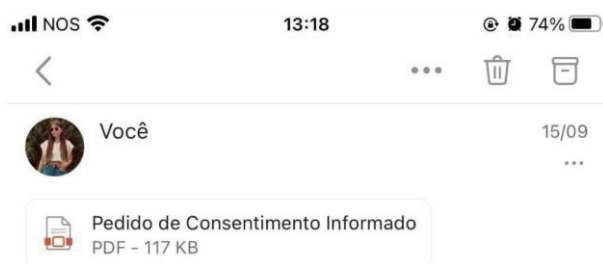 NOS 13:18 74%
Você 15/09
Pedido de Consentimento Informado
PDF - 117 KB